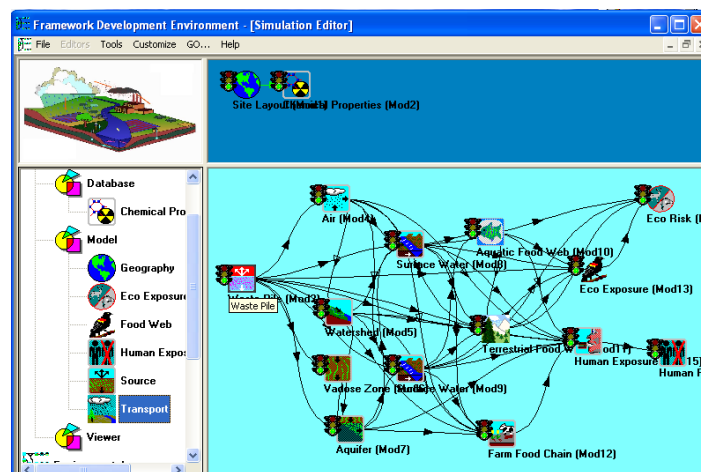 Framework Development Environment - [Simulation Editor]
File Editors Tools Customize GO... Help
Site Layout
Properties (Mod2)
Database
Chemical Pro
Model
Geography
Eco Exposure
Food Web
Human Expos
Source
Transport
Viewer
Air (Mod4)
Eco Risk (
Surface Water (Mod8)
Aquatic Food Web (Mod10)
Eco Exposure (Mod13)
Waste Pile
Watershed (Mod5)
Terrestrial Food
Human Exposure
Human R
Vadose Zone
Water (Mod9)
Aquifer (Mod7)
Farm Food Chain (Mod12)